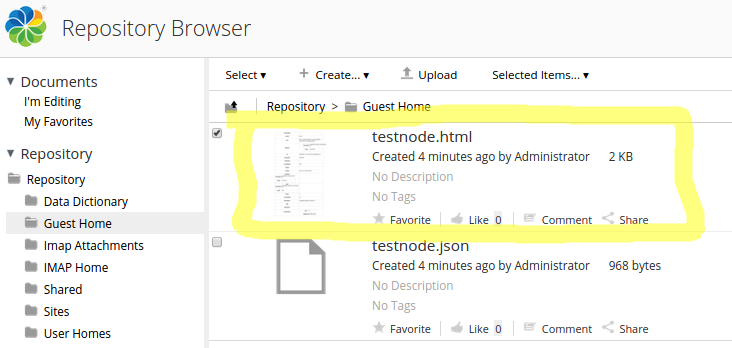 Repository Browser
Documents
I'm Editing
My Favorites
Repository
Repository
Data Dictionary
Guest Home
Imap Attachments
IMAP Home
Shared
Sites
User Homes
Select ▾ + Create... ▾ Upload Selected Items... ▾
Repository > Guest Home
testnode.html
Created 4 minutes ago by Administrator 2 KB
No Description
No Tags
Favorite Like 0 Comment Share
testnode.json
Created 4 minutes ago by Administrator 968 bytes
No Description
No Tags
Favorite Like 0 Comment Share